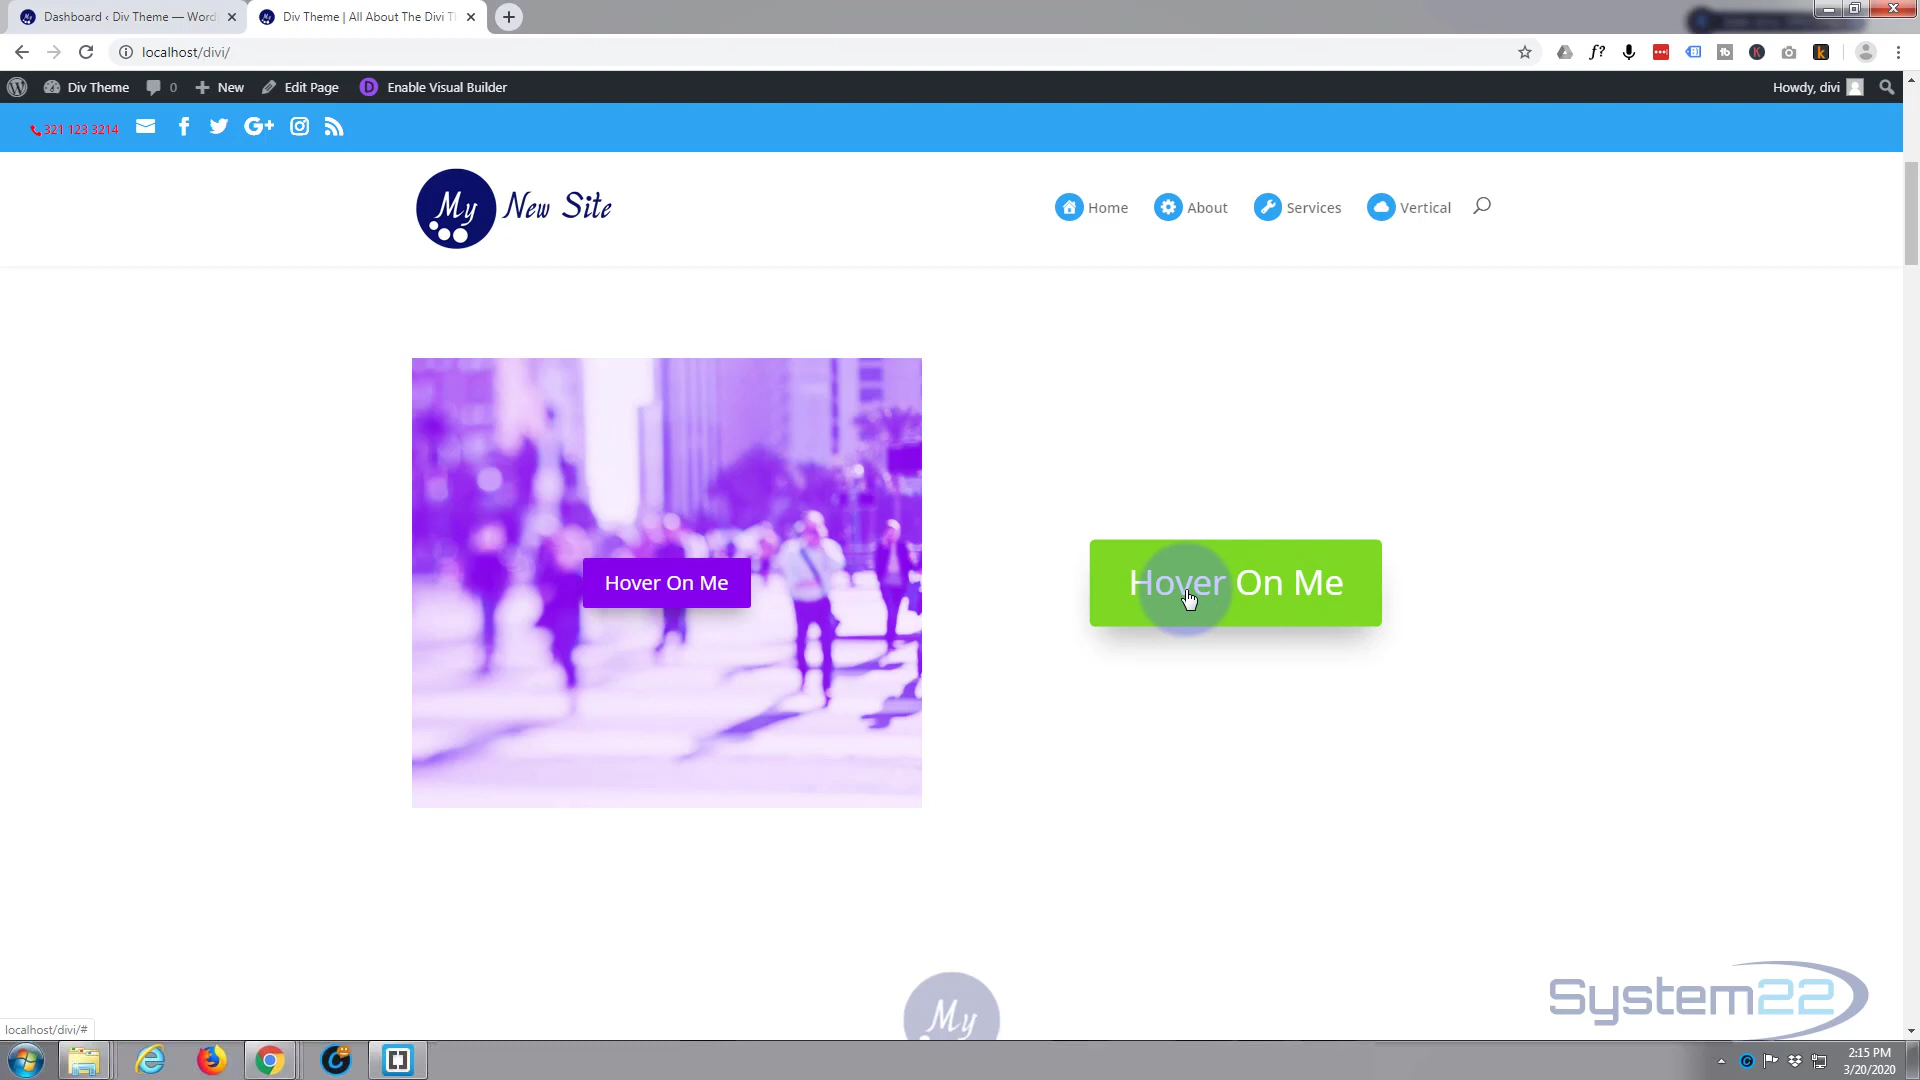 Dashboard ‹ Div Theme — Word
Div Theme | All About The Divi Th
localhost/divi/
f?
Div Theme
0
New
Edit Page
D
Enable Visual Builder
Howdy, divi
321 123 3214
My New Site
Home
About
Services
Vertical
Hover On Me
Hover On Me
My
System22
localhost/divi/#
2:15 PM
3/20/2020